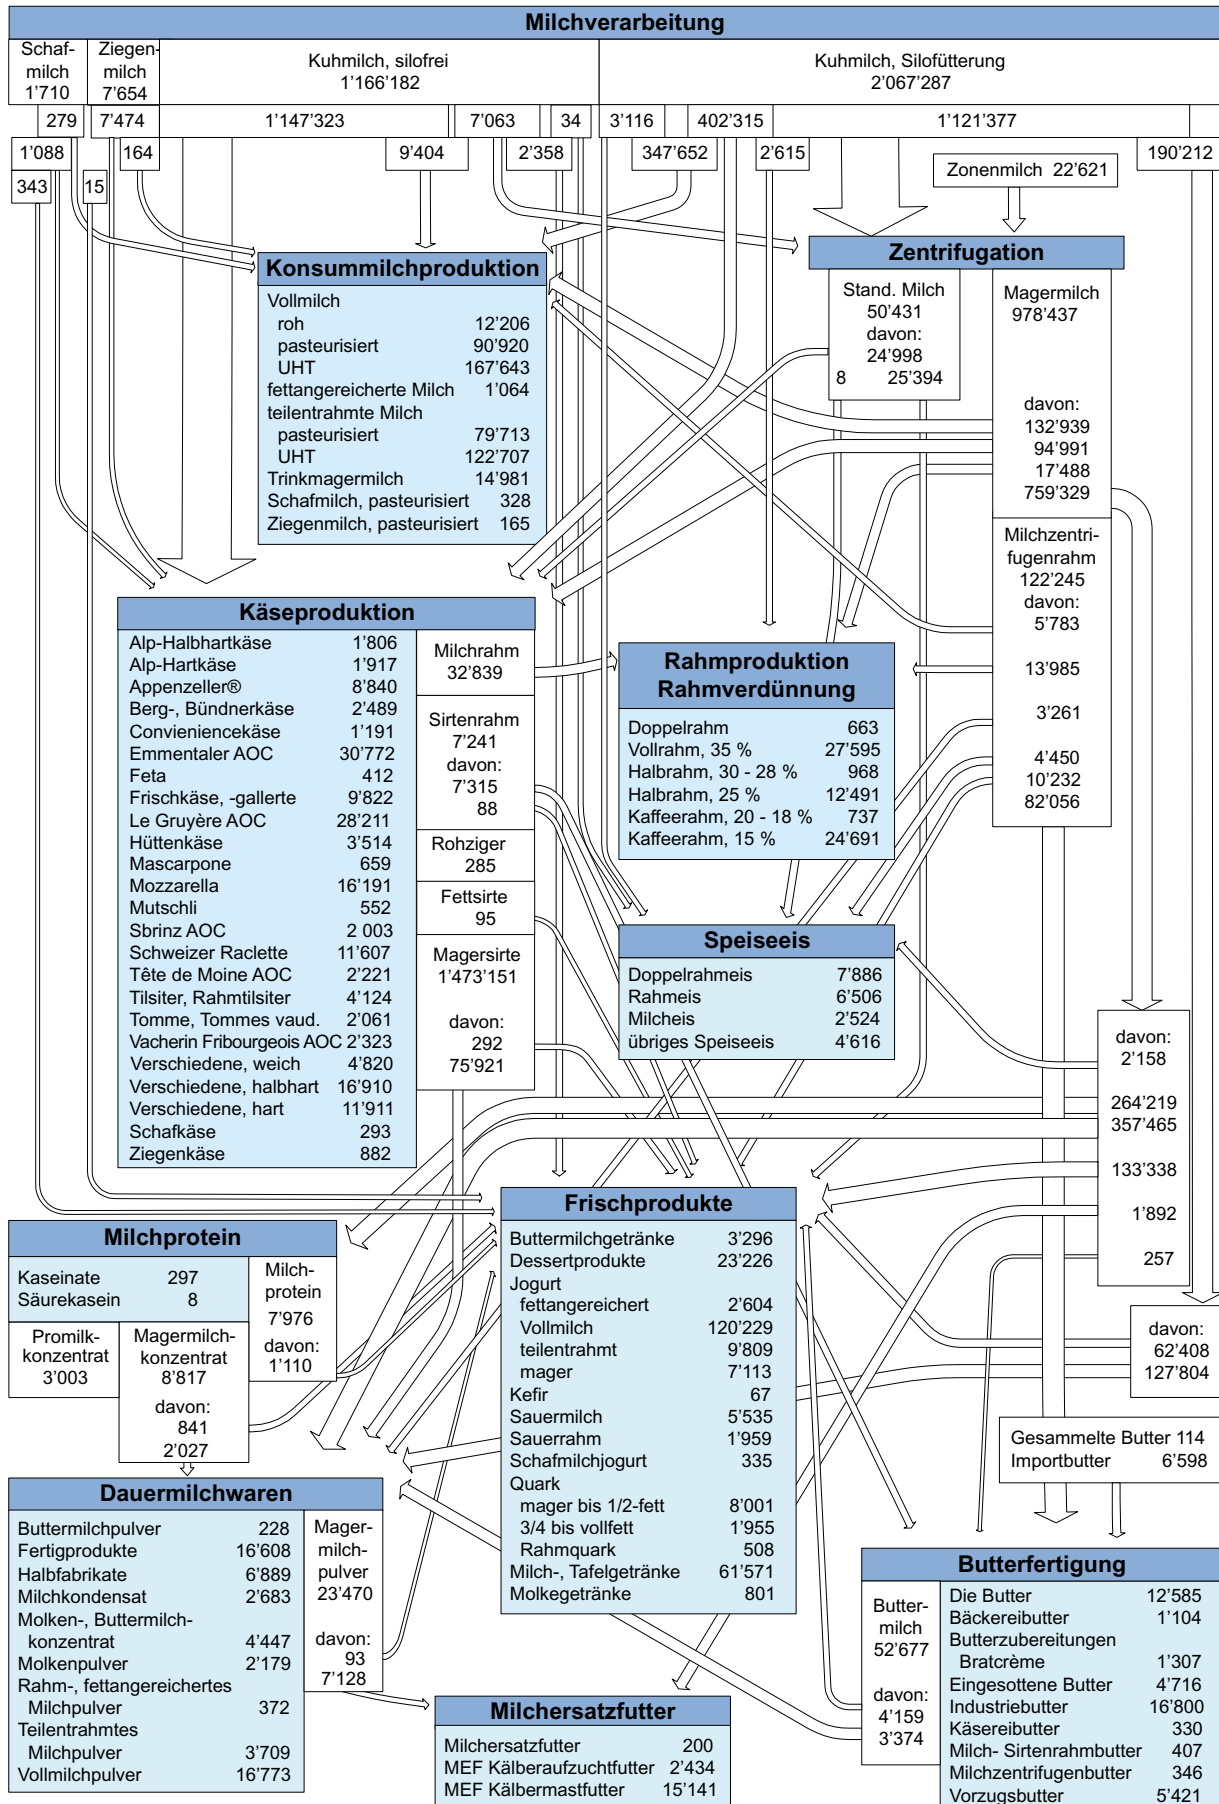 Milchverarbeitung
Schaf-
milch
1’710
Ziegen-
milch
7’654
Kuhmilch, silofrei
1’166’182
Kuhmilch, Silofütterung
2’067’287
279
7’474
1’147’323
7’063
34
3’116
402’315
1’121’377
1’088
164
9’404
2’358
347’652
2’615
190’212
343
15
Zonenmilch 22’621
Konsummilchproduktion
Vollmilch
roh 12’206
pasteurisiert 90’920
UHT 167’643
fettangereicherte Milch 1’064
teilentrahmte Milch
pasteurisiert 79’713
UHT 122’707
Trinkmagermilch 14’981
Schafmilch, pasteurisiert 328
Ziegenmilch, pasteurisiert 165
Zentrifugation
Stand. Milch
50’431
davon:
24’998
8 25’394
Magermilch
978’437
davon:
132’939
94’991
17’488
759’329
Milchzentri-
fugenrahm
122’245
davon:
5’783
13’985
3’261
4’450
10’232
82’056
Käseproduktion
Alp-Halbhartkäse 1’806
Alp-Hartkäse 1’917
Appenzeller® 8’840
Berg-, Bündnerkäse 2’489
Convieniencekäse 1’191
Emmentaler AOC 30’772
Feta 412
Frischkäse, -gallerte 9’822
Le Gruyère AOC 28’211
Hüttenkäse 3’514
Mascarpone 659
Mozzarella 16’191
Mutschli 552
Sbrinz AOC 2 003
Schweizer Raclette 11’607
Tête de Moine AOC 2’221
Tilsiter, Rahmtilsiter 4’124
Tomme, Tommes vaud. 2’061
Vacherin Fribourgeois AOC 2’323
Verschiedene, weich 4’820
Verschiedene, halbhart 16’910
Verschiedene, hart 11’911
Schafkäse 293
Ziegenkäse 882
Milchrahm
32’839
Sirtenrahm
7’241
davon:
7’315
88
Rohziger
285
Fettsirte
95
Magersirte
1’473’151
davon:
292
75’921
Rahmproduktion
Rahmverdünnung
Doppelrahm 663
Vollrahm, 35 % 27’595
Halbrahm, 30 - 28 % 968
Halbrahm, 25 % 12’491
Kaffeerahm, 20 - 18 % 737
Kaffeerahm, 15 % 24’691
Speiseeis
Doppelrahmeis 7’886
Rahmeis 6’506
Milcheis 2’524
übriges Speiseeis 4’616
davon:
2’158
264’219
357’465
133’338
1’892
257
davon:
62’408
127’804
Milchprotein
Kaseinate 297
Säurekasein 8
Milch-
protein
7’976
davon:
1’110
Promilk-
konzentrat
3’003
Magermilch-
konzentrat
8’817
davon:
841
2’027
Frischprodukte
Buttermilchgetränke 3’296
Dessertprodukte 23’226
Jogurt
fettangereichert 2’604
Vollmilch 120’229
teilentrahmt 9’809
mager 7’113
Kefir 67
Sauermilch 5’535
Sauerrahm 1’959
Schafmilchjogurt 335
Quark
mager bis 1/2-fett 8’001
3/4 bis vollfett 1’955
Rahmquark 508
Milch-, Tafelgetränke 61’571
Molkegetränke 801
Gesammelte Butter 114
Importbutter 6’598
Dauermilchwaren
Buttermilchpulver 228
Fertigprodukte 16’608
Halbfabrikate 6’889
Milchkondensat 2’683
Molken-, Buttermilch-
konzentrat 4’447
Molkenpulver 2’179
Rahm-, fettangereichertes
Milchpulver 372
Teilentrahmtes
Milchpulver 3’709
Vollmilchpulver 16’773
Mager-
milch-
pulver
23’470
davon:
93
7’128
Milchersatzfutter
Milchersatzfutter 200
MEF Kälberaufzuchtfutter 2’434
MEF Kälbermastfutter 15’141
Butterfertigung
Butter-
milch
52’677
davon:
4’159
3’374
Die Butter 12’585
Bäckereibutter 1’104
Butterzubereitungen
Bratcrème 1’307
Eingesottene Butter 4’716
Industriebutter 16’800
Käsereibutter 330
Milch- Sirtenrahmbutter 407
Milchzentrifugenbutter 346
Vorzugsbutter 5’421